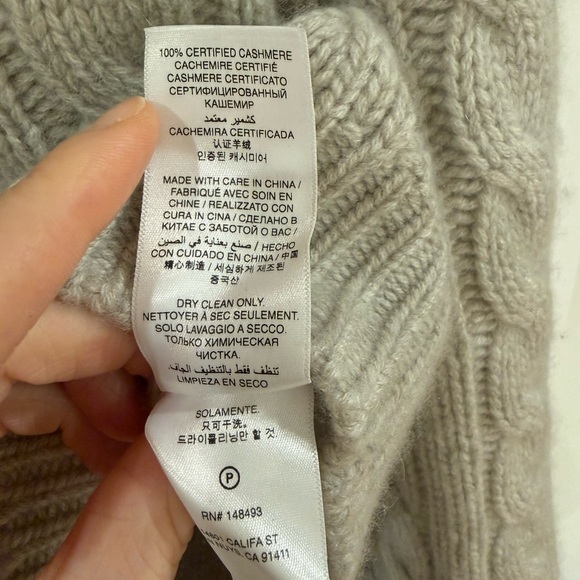 100% CERTIFIED CASHMERE
CACHEMIRE CERTIFIÉ
CASHMERE CERTIFICATO
СЕРТИФИЦИРОВАННЫЙ
КАШЕМИР
كشمير معتمد
CACHEMIRA CERTIFICADA
认证羊绒
인증된 캐시미어
MADE WITH CARE IN CHINA /
FABRIQUÉ AVEC SOIN EN
CHINE / REALIZZATO CON
CURA IN CINA / СДЕЛАНО В
КИТАЕ С ЗАБОТОЙ О ВАС /
صنع بعناية في الصين / HECHO
CON CUIDADO EN CHINA / 中国
精心制造 / 세심하게 제조된
중국산
DRY CLEAN ONLY.
NETTOYER À SEC SEULEMENT.
SOLO LAVAGGIO A SECCO.
ТОЛЬКО ХИМИЧЕСКАЯ
ЧИСТКА.
تنظف فقط بالتنظيف الجاف.
LIMPIEZA EN SECO
SOLAMENTE.
只可干洗。
드라이클리닝만 할 것.
P
RN# 148493
CALIFA ST
NUYS, CA 91411